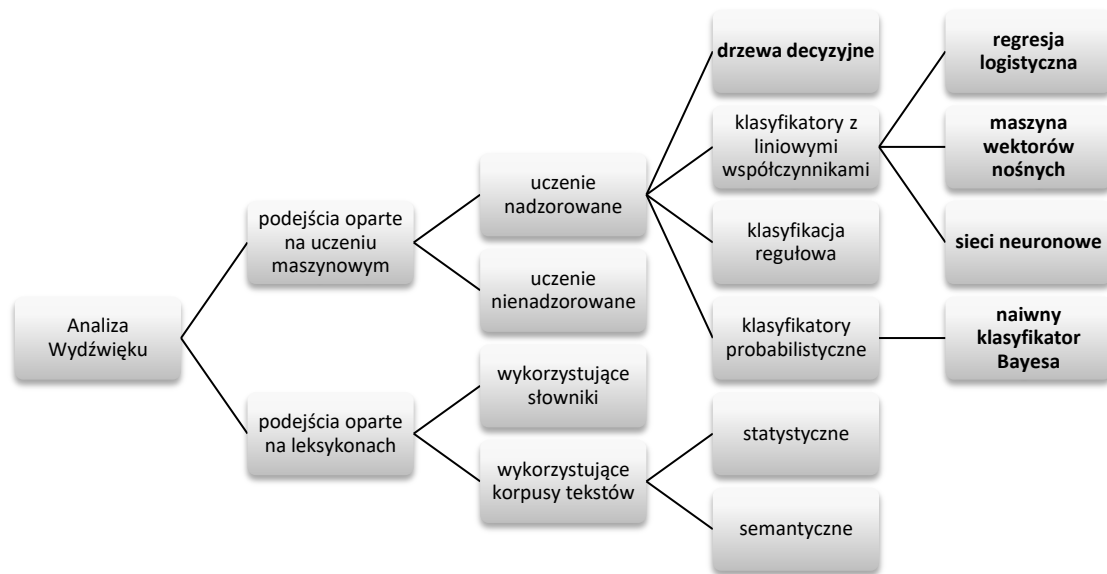 Analiza
Wydźwięku
podejścia oparte
na uczeniu
maszynowym
podejścia oparte
na leksykonach
uczenie
nadzorowane
uczenie
nienadzorowane
wykorzystujące
słowniki
wykorzystujące
korpusy tekstów
drzewa decyzyjne
klasyfikatory z
liniowymi
współczynnikami
klasyfikacja
regułowa
klasyfikatory
probabilistyczne
statystyczne
semantyczne
regresja
logistyczna
maszyna
wektorów
nośnych
sieci neuronowe
naiwny
klasyfikator
Bayesa